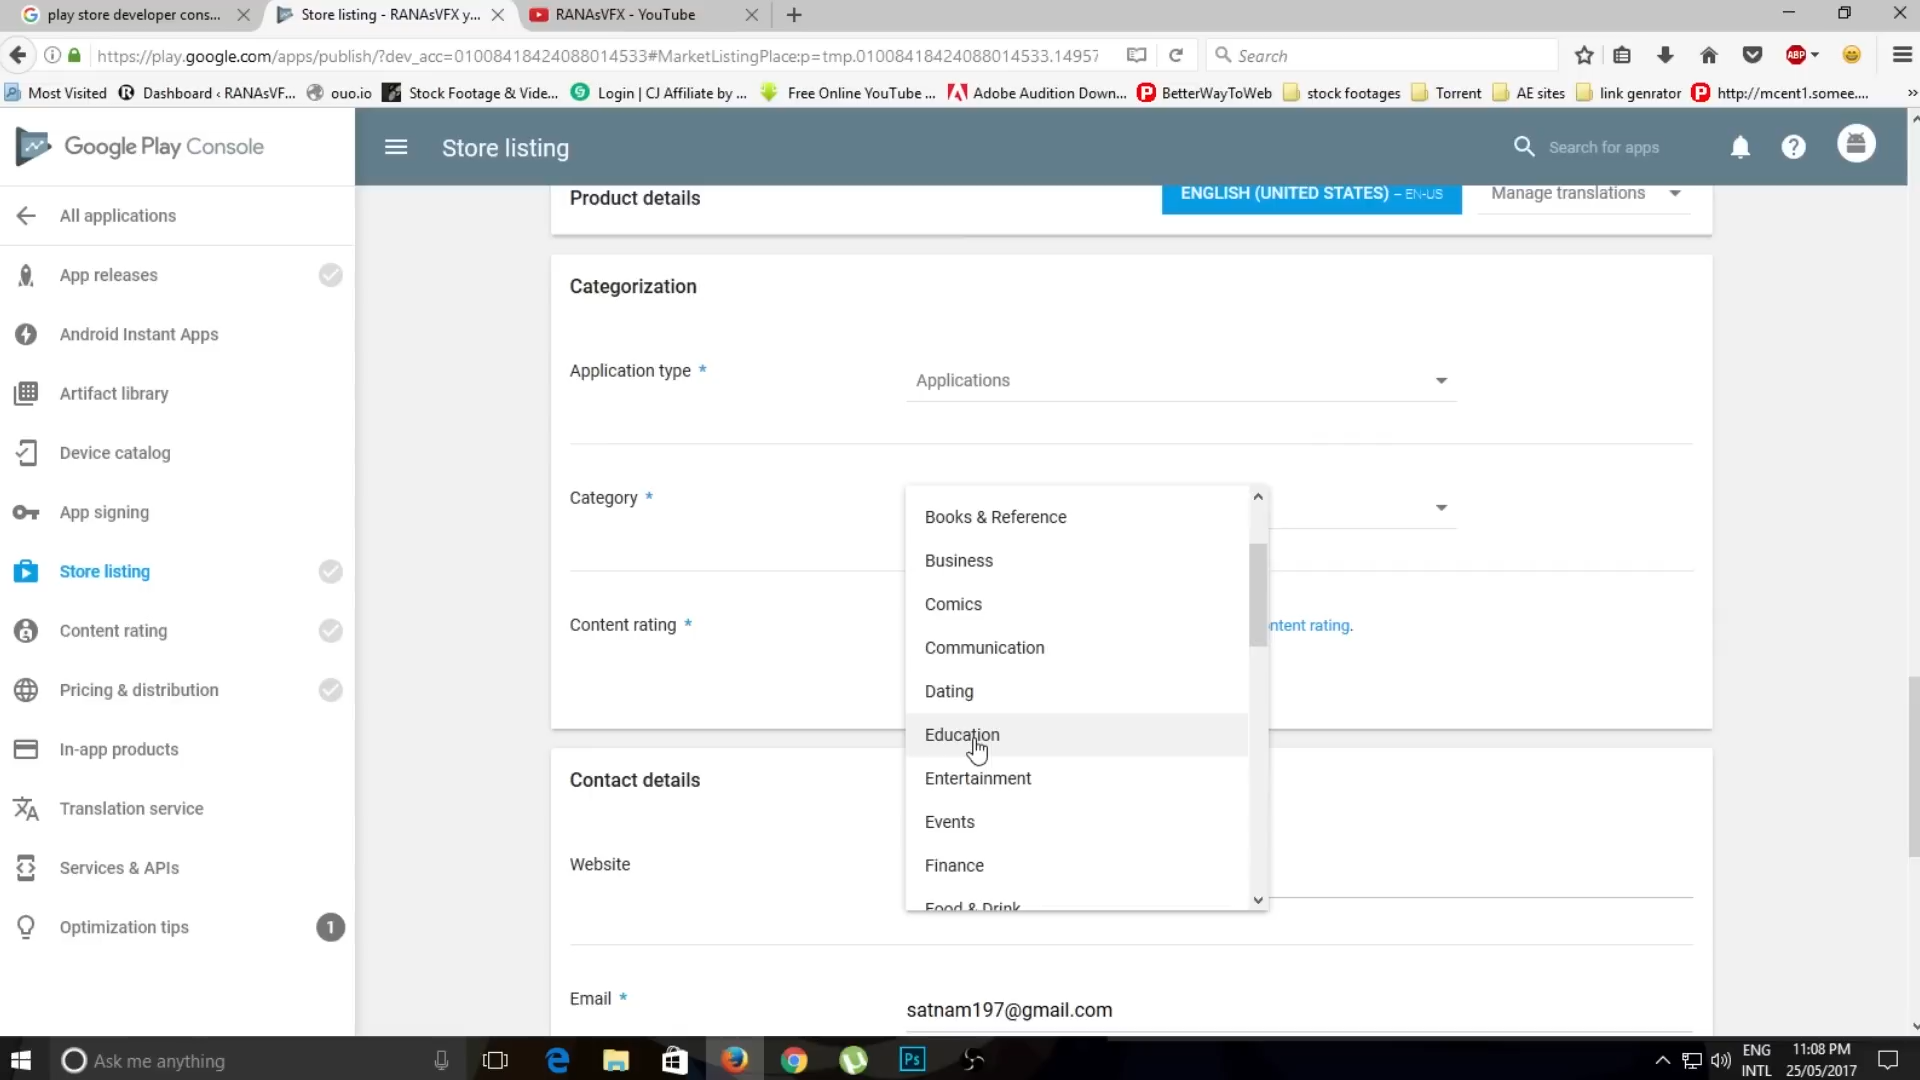 play store developer cons...
Store listing - RANAsVFX y...
RANAsVFX - YouTube
https://play.google.com/apps/publish/?dev_acc=01008418424088014533#MarketListingPlace:p=tmp.01008418424088014533.14957
Search
ABP
Most Visited
Dashboard ‹ RANAsVF...
ouo.io
Stock Footage & Vide...
Login | CJ Affiliate by ...
Free Online YouTube ...
Adobe Audition Down...
BetterWayToWeb
stock footages
Torrent
AE sites
link genrator
http://mcent1.somee....
Google Play Console
Store listing
Search for apps
All applications
App releases
Android Instant Apps
Artifact library
Device catalog
App signing
Store listing
Content rating
Pricing & distribution
In-app products
Translation service
Services & APIs
Optimization tips
1
Product details
ENGLISH (UNITED STATES) – EN-US
Manage translations
Categorization
Application type *
Applications
Category *
Books & Reference
Business
Comics
Communication
Dating
Education
Entertainment
Events
Finance
Food & Drink
Content rating *
ntent rating.
Contact details
Website
Email *
satnam197@gmail.com
Ask me anything
Ps
ENG
INTL
11:08 PM
25/05/2017